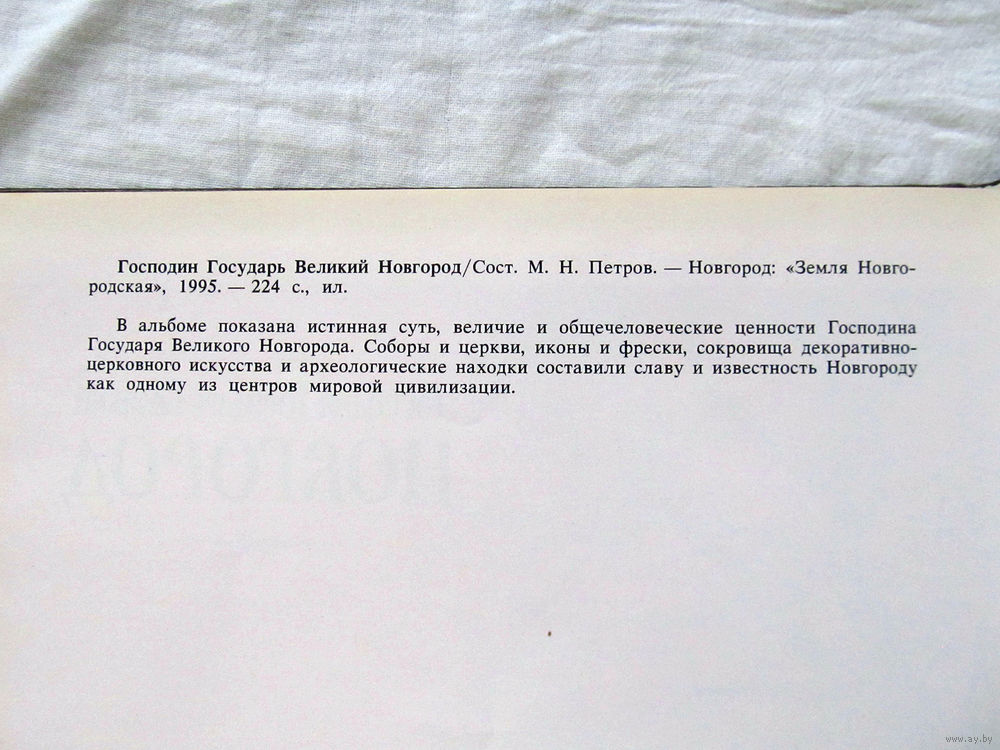 Господин Государь Великий Новгород/Сост. М. Н. Петров. — Новгород: «Земля Новго-
родская», 1995. — 224 с., ил.
В альбоме показана истинная суть, величие и общечеловеческие ценности Господина
Государя Великого Новгорода. Соборы и церкви, иконы и фрески, сокровища декоративно-
церковного искусства и археологические находки составили славу и известность Новгороду
как одному из центров мировой цивилизации.
www.ay.by